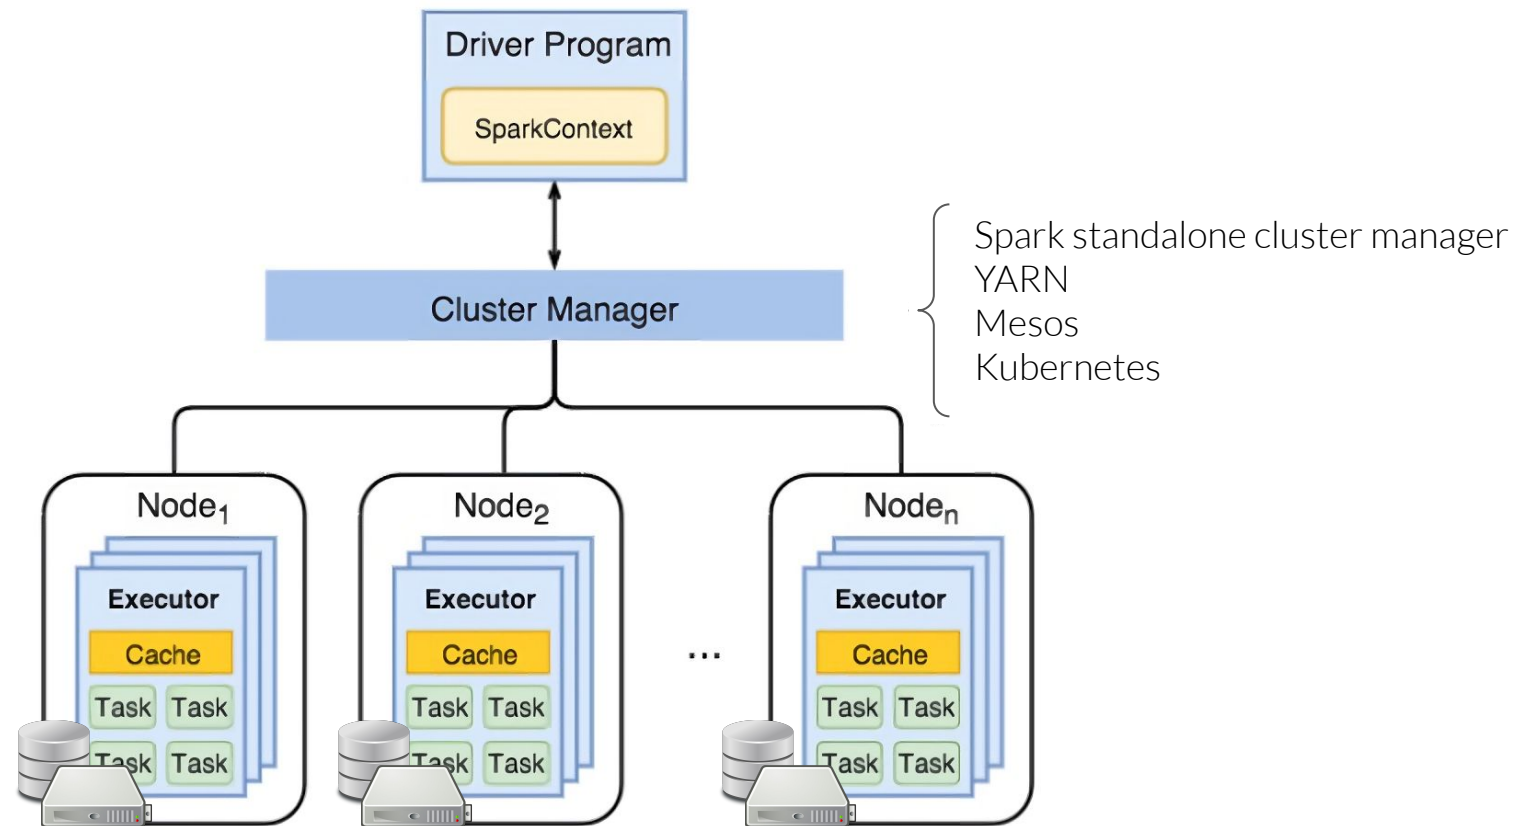 Driver Program
SparkContext
Cluster Manager
Spark standalone cluster manager
YARN
Mesos
Kubernetes
Node1
Node2
Noden
Executor
Executor
Executor
Cache
Cache
...
Cache
Task Task
Task Task
Task Task
Task Task
Task Task
Task Task